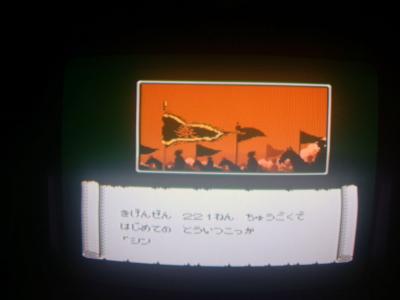 きげんぜん 221ねん ちゅうごくで
はじめての とういつこっか
「シン